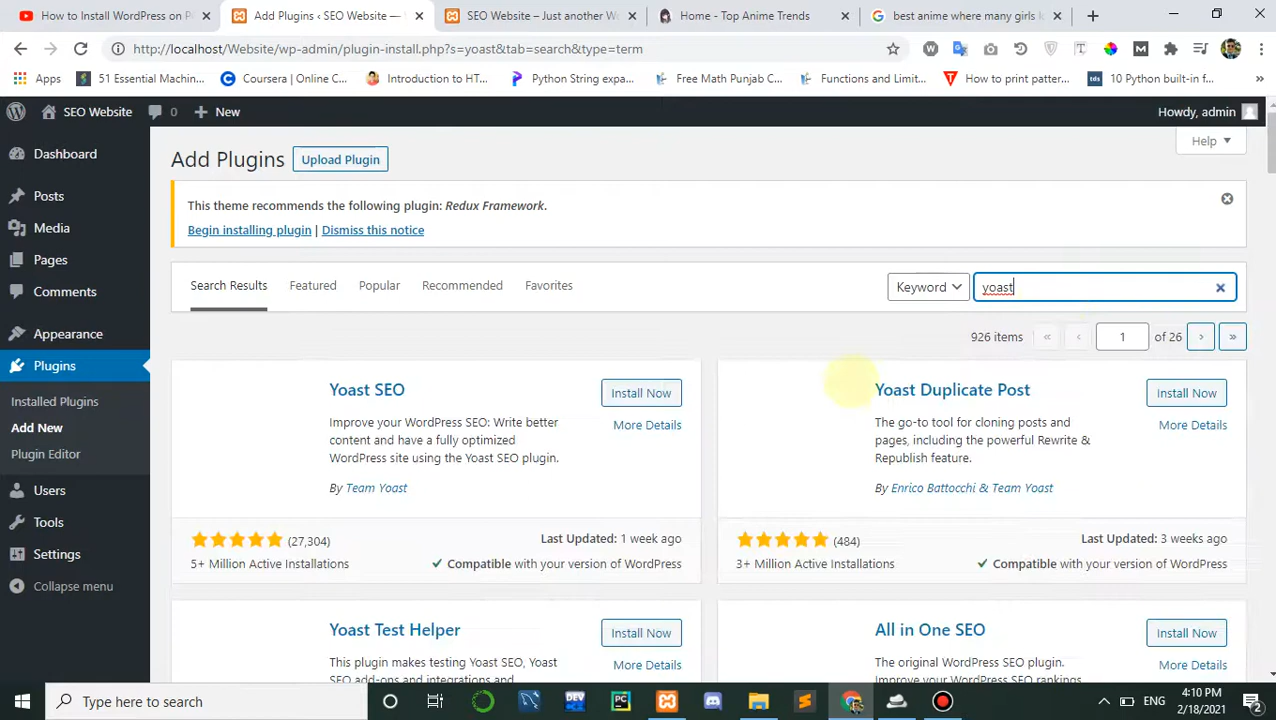 How to Install WordPress on P
Add Plugins ‹ SEO Website —
SEO Website – Just another W
Home - Top Anime Trends
best anime where many girls k
http://localhost/Website/wp-admin/plugin-install.php?s=yoast&tab=search&type=term
Apps
51 Essential Machin...
Coursera | Online C...
Introduction to HT...
Python String expa...
Free Math Punjab C...
Functions and Limit...
How to print patter...
10 Python built-in f...
SEO Website
0
New
Howdy, admin
Dashboard
Posts
Media
Pages
Comments
Appearance
Plugins
Installed Plugins
Add New
Plugin Editor
Users
Tools
Settings
Collapse menu
Help
Add Plugins
Upload Plugin
This theme recommends the following plugin: Redux Framework.
Begin installing plugin | Dismiss this notice
Search Results
Featured
Popular
Recommended
Favorites
Keyword
yoast
926 items « ‹ 1 of 26 › »
Yoast SEO
Install Now
More Details
Improve your WordPress SEO: Write better
content and have a fully optimized
WordPress site using the Yoast SEO plugin.
By Team Yoast
(27,304)
Last Updated: 1 week ago
5+ Million Active Installations
Compatible with your version of WordPress
Yoast Duplicate Post
Install Now
More Details
The go-to tool for cloning posts and
pages, including the powerful Rewrite &
Republish feature.
By Enrico Battocchi & Team Yoast
(484)
Last Updated: 3 weeks ago
3+ Million Active Installations
Compatible with your version of WordPress
Yoast Test Helper
Install Now
More Details
This plugin makes testing Yoast SEO, Yoast
SEO add-ons and integrations and
All in One SEO
Install Now
More Details
The original WordPress SEO plugin.
Improve your WordPress SEO rankings
Type here to search
ENG
4:10 PM
2/18/2021
2